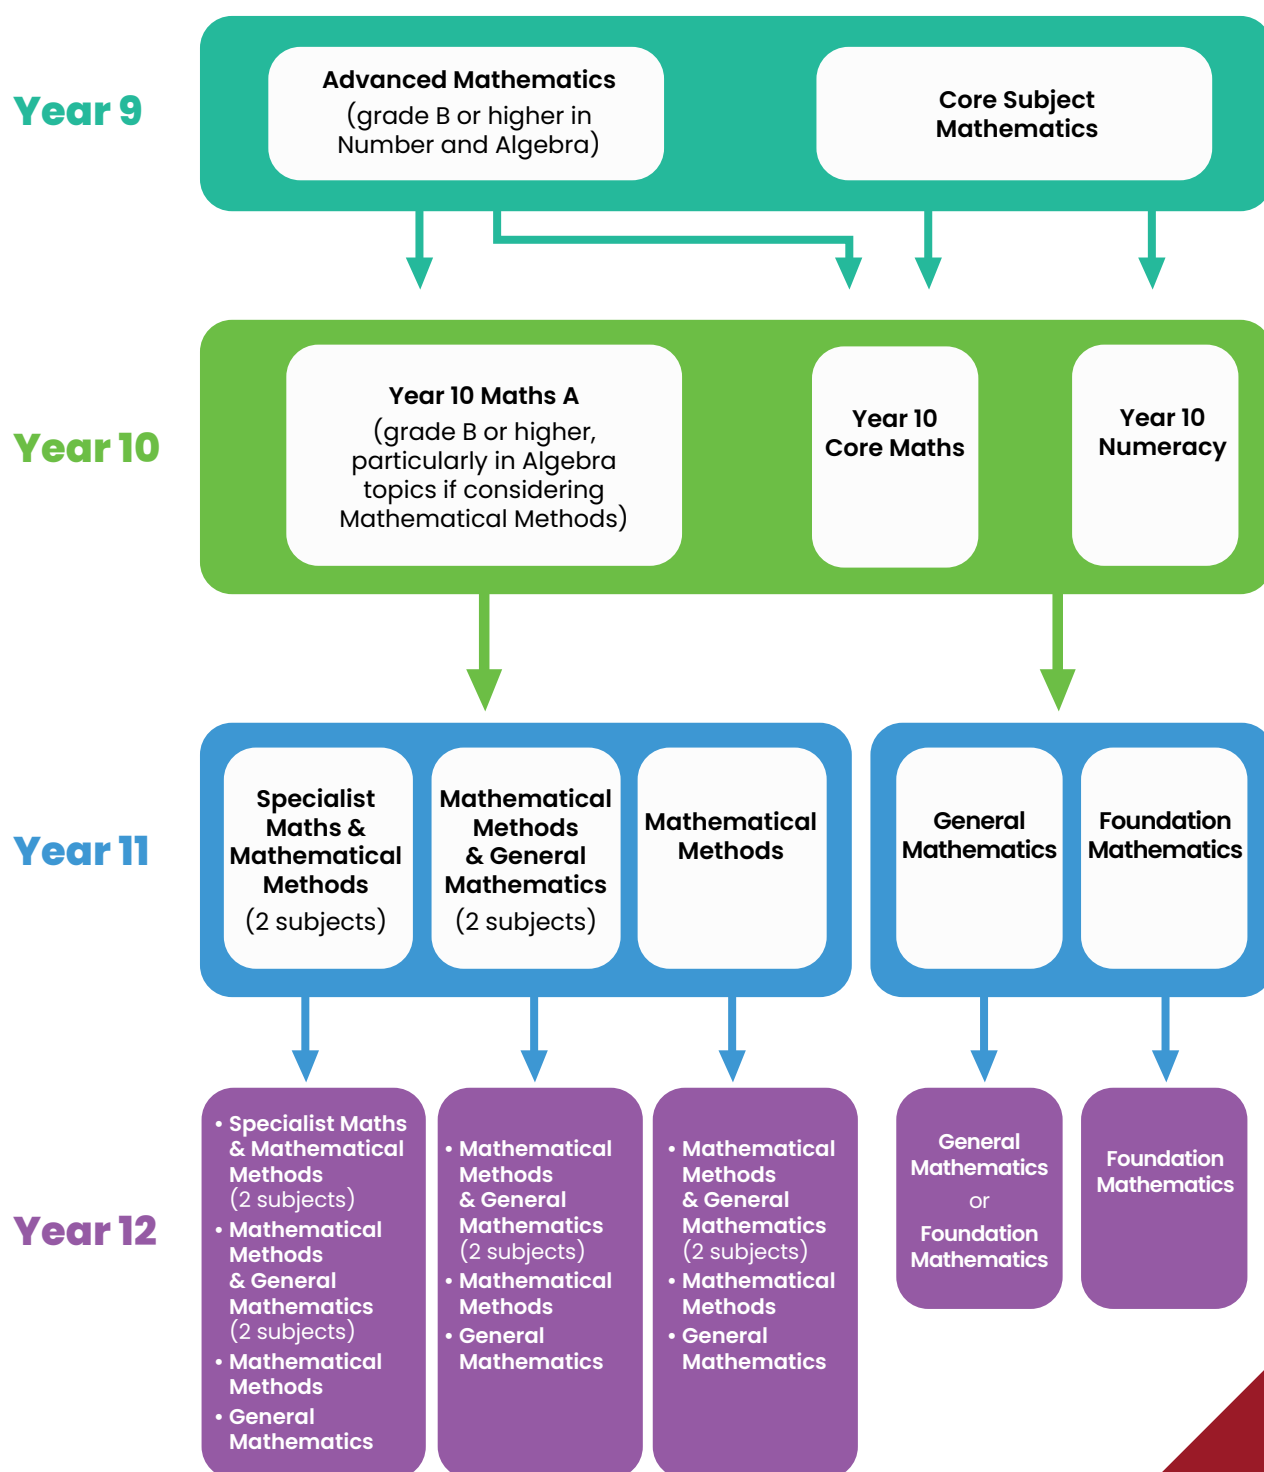 Year 9
Advanced Mathematics
(grade B or higher in
Number and Algebra)
Core Subject
Mathematics
Year 10
Year 10 Maths A
(grade B or higher,
particularly in Algebra
topics if considering
Mathematical Methods)
Year 10
Core Maths
Year 10
Numeracy
Year 11
Specialist
Maths &
Mathematical
Methods
(2 subjects)
Mathematical
Methods
& General
Mathematics
(2 subjects)
Mathematical
Methods
General
Mathematics
Foundation
Mathematics
Year 12
• Specialist Maths
& Mathematical
Methods
(2 subjects)
• Mathematical
Methods
& General
Mathematics
(2 subjects)
• Mathematical
Methods
• General
Mathematics
• Mathematical
Methods
& General
Mathematics
(2 subjects)
• Mathematical
Methods
• General
Mathematics
• Mathematical
Methods
& General
Mathematics
(2 subjects)
• Mathematical
Methods
• General
Mathematics
General
Mathematics
or
Foundation
Mathematics
Foundation
Mathematics